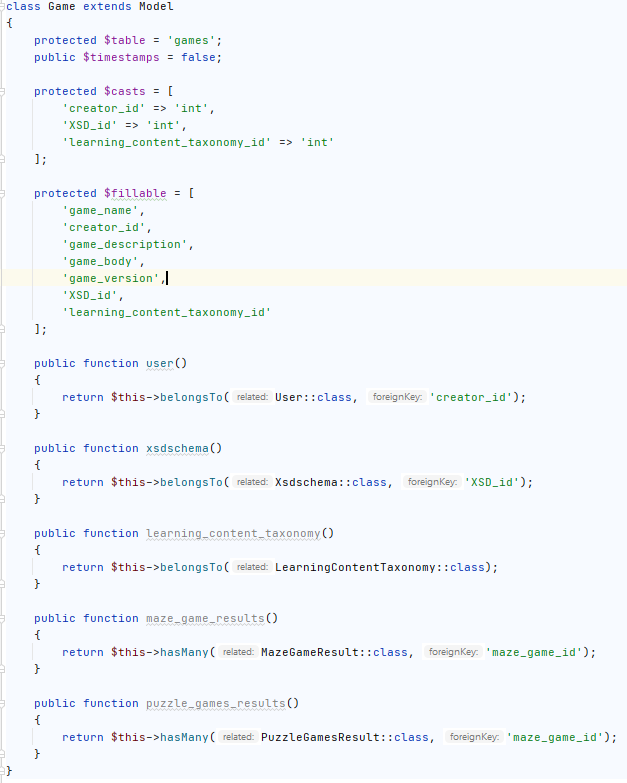 class Game extends Model
{
    protected $table = 'games';
    public $timestamps = false;

    protected $casts = [
        'creator_id' => 'int',
        'XSD_id' => 'int',
        'learning_content_taxonomy_id' => 'int'
    ];

    protected $fillable = [
        'game_name',
        'creator_id',
        'game_description',
        'game_body',
        'game_version',
        'XSD_id',
        'learning_content_taxonomy_id'
    ];

    public function user()
    {
        return $this->belongsTo( related: User::class, foreignKey: 'creator_id');
    }

    public function xsdschema()
    {
        return $this->belongsTo( related: Xsdschema::class, foreignKey: 'XSD_id');
    }

    public function learning_content_taxonomy()
    {
        return $this->belongsTo( related: LearningContentTaxonomy::class);
    }

    public function maze_game_results()
    {
        return $this->hasMany( related: MazeGameResult::class, foreignKey: 'maze_game_id');
    }

    public function puzzle_games_results()
    {
        return $this->hasMany( related: PuzzleGamesResult::class, foreignKey: 'maze_game_id');
    }
}